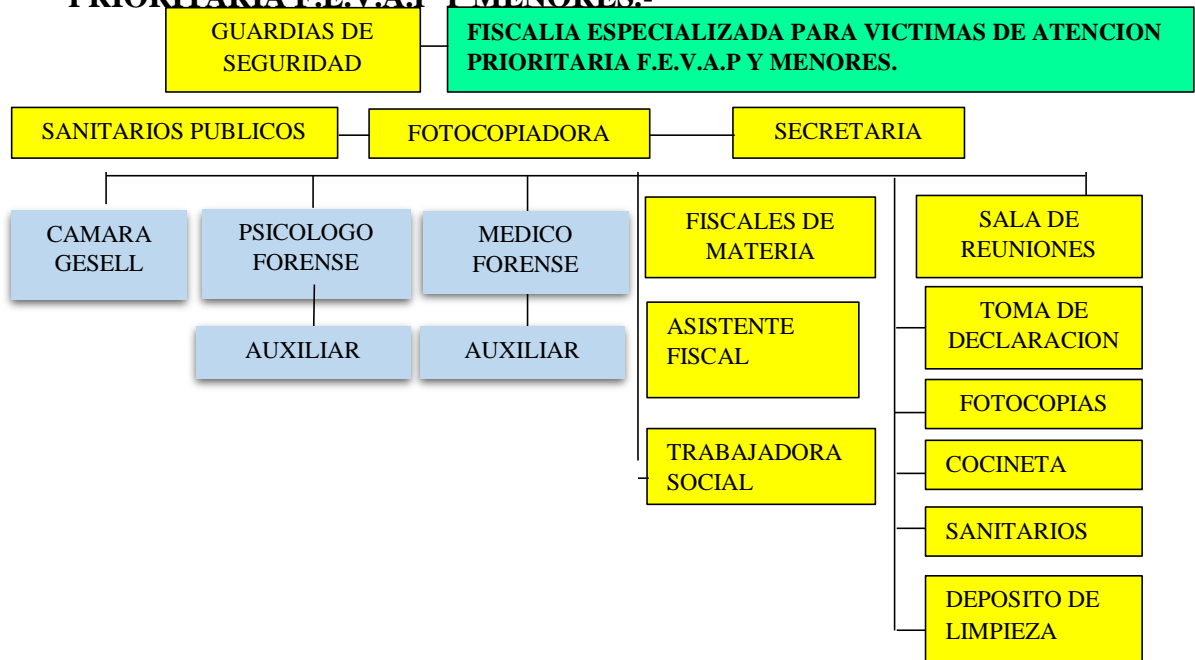 PRIORITARIA F.E.V.A.P Y MENORES.-
GUARDIAS DE
SEGURIDAD
FISCALIA ESPECIALIZADA PARA VICTIMAS DE ATENCION
PRIORITARIA F.E.V.A.P Y MENORES.
SANITARIOS PUBLICOS
FOTOCOPIADORA
SECRETARIA
CAMARA
GESELL
PSICOLOGO
FORENSE
MEDICO
FORENSE
FISCALES DE
MATERIA
SALA DE
REUNIONES
AUXILIAR
AUXILIAR
ASISTENTE
FISCAL
TRABAJADORA
SOCIAL
TOMA DE
DECLARACION
FOTOCOPIAS
COCINETA
SANITARIOS
DEPOSITO DE
LIMPIEZA